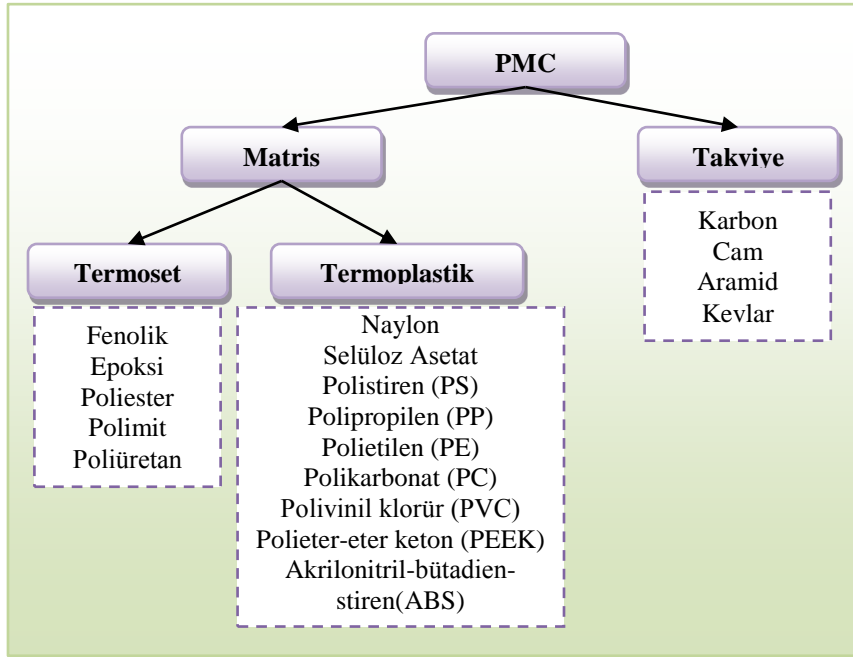 PMC
Matris
Takviye
Termoset
Termoplastik
Fenolik
Epoksi
Poliester
Polimit
Poliüretan
Naylon
Selüloz Asetat
Polistiren (PS)
Polipropilen (PP)
Polietilen (PE)
Polikarbonat (PC)
Polivinil klorür (PVC)
Polieter-eter keton (PEEK)
Akrilonitril-bütadien-
stiren(ABS)
Karbon
Cam
Aramid
Kevlar